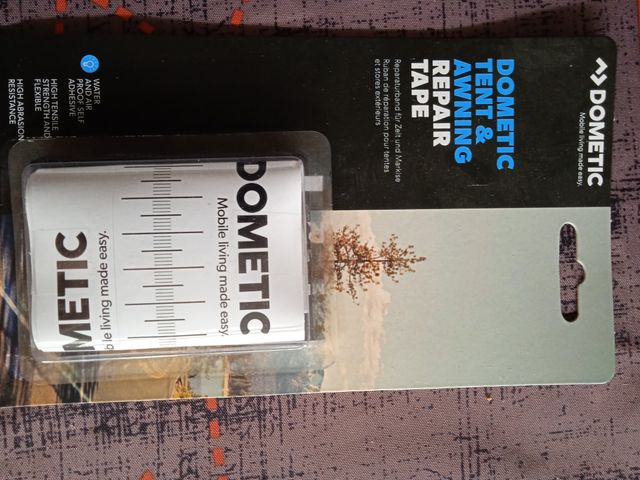 DOMETIC
Mobile living made easy.
DOMETIC
TENT &
AWNING
REPAIR
TAPE
Reparaturband für Zelt und Markise
Ruban de réparation pour tentes
et stores extérieurs
WATER
AND AIR
PROOF SELF
ADHESIVE
HIGH TENSILE
STRENGTH AND
FLEXIBLE
HIGH ABRASION
RESISTANCE
DOMETIC
Mobile living made easy.
METIC
ble living made easy.